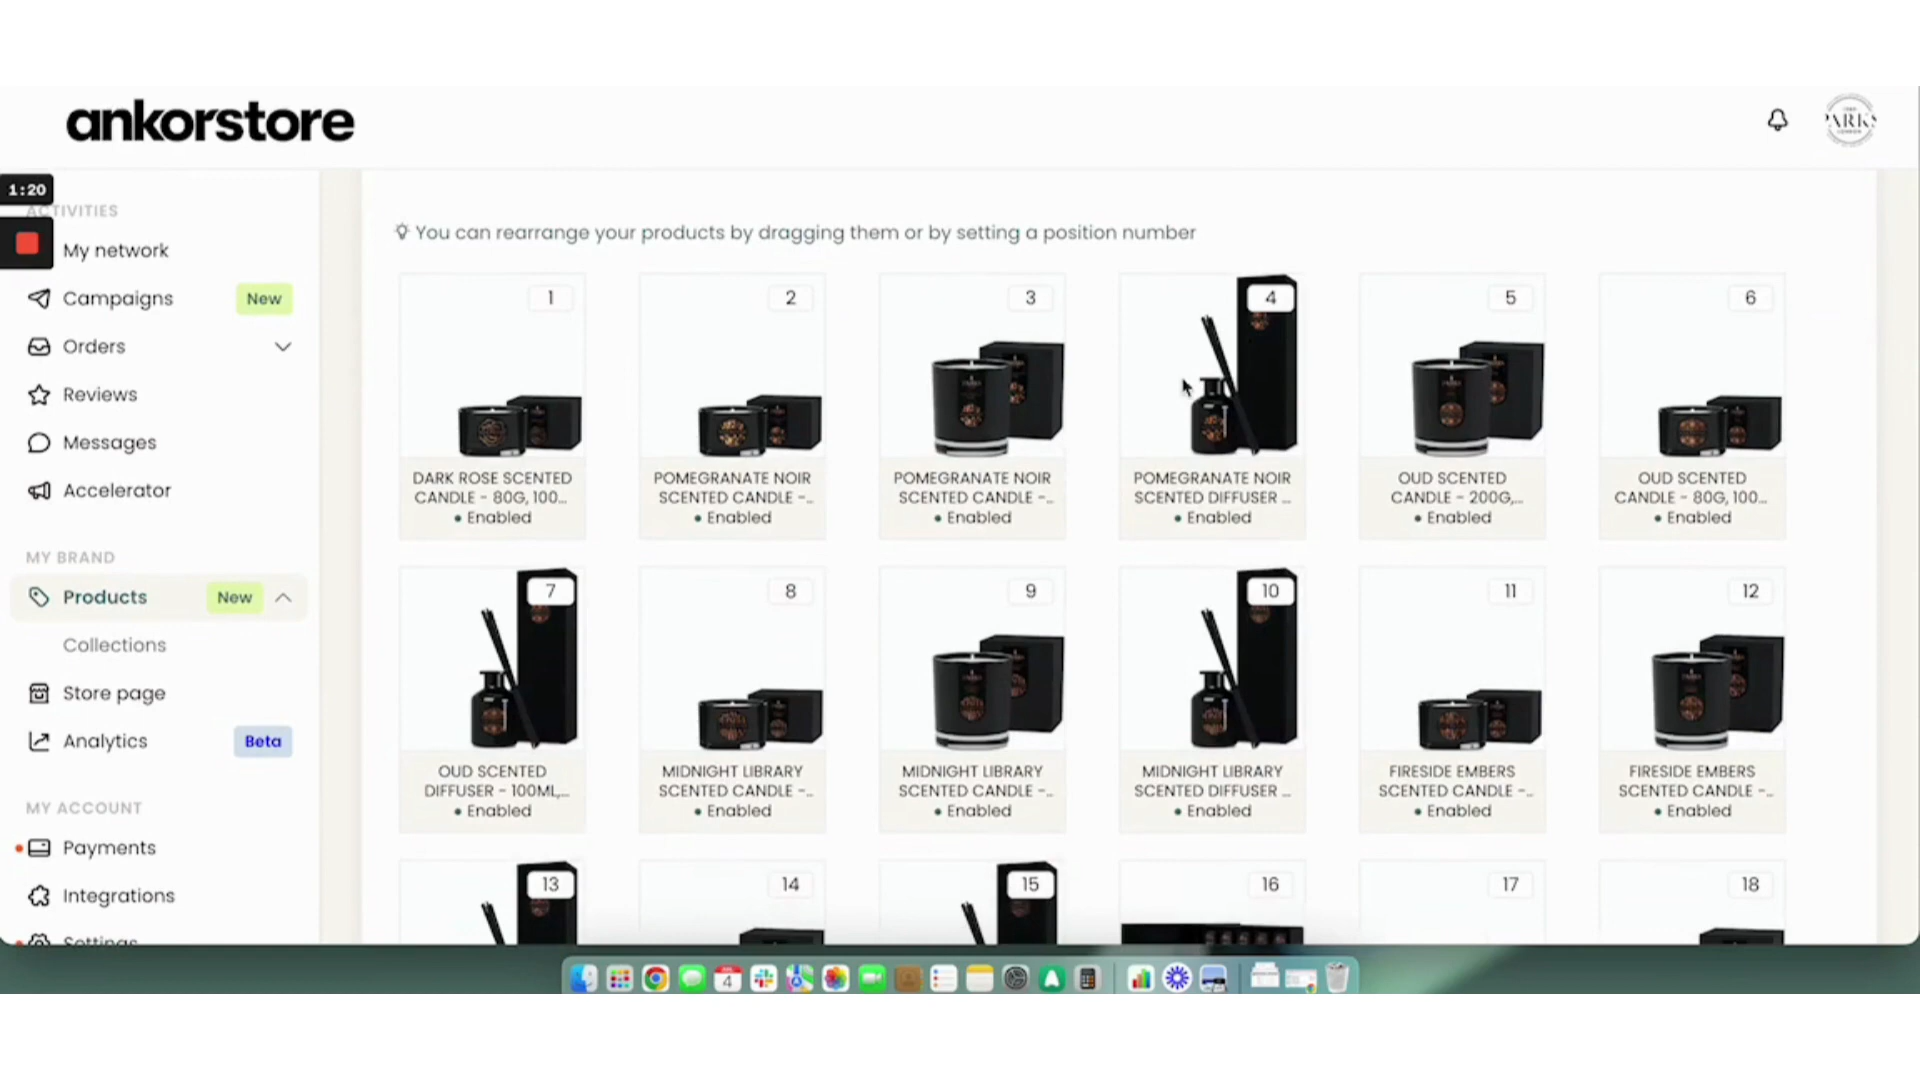 ankorstore
PARKS
1:20
ACTIVITIES
My network
Campaigns New
Orders
Reviews
Messages
Accelerator
MY BRAND
Products New
Collections
Store page
Analytics Beta
MY ACCOUNT
Payments
Integrations
Settings
You can rearrange your products by dragging them or by setting a position number
1 2 3 4 5 6
DARK ROSE SCENTED
CANDLE - 80G, 100...
• Enabled
POMEGRANATE NOIR
SCENTED CANDLE -...
• Enabled
POMEGRANATE NOIR
SCENTED CANDLE -...
• Enabled
POMEGRANATE NOIR
SCENTED DIFFUSER ...
• Enabled
OUD SCENTED
CANDLE - 200G,...
• Enabled
OUD SCENTED
CANDLE - 80G, 100...
• Enabled
7 8 9 10 11 12
OUD SCENTED
DIFFUSER - 100ML,...
• Enabled
MIDNIGHT LIBRARY
SCENTED CANDLE -...
• Enabled
MIDNIGHT LIBRARY
SCENTED CANDLE -...
• Enabled
MIDNIGHT LIBRARY
SCENTED DIFFUSER ...
• Enabled
FIRESIDE EMBERS
SCENTED CANDLE -...
• Enabled
FIRESIDE EMBERS
SCENTED CANDLE -...
• Enabled
13 14 15 16 17 18
4